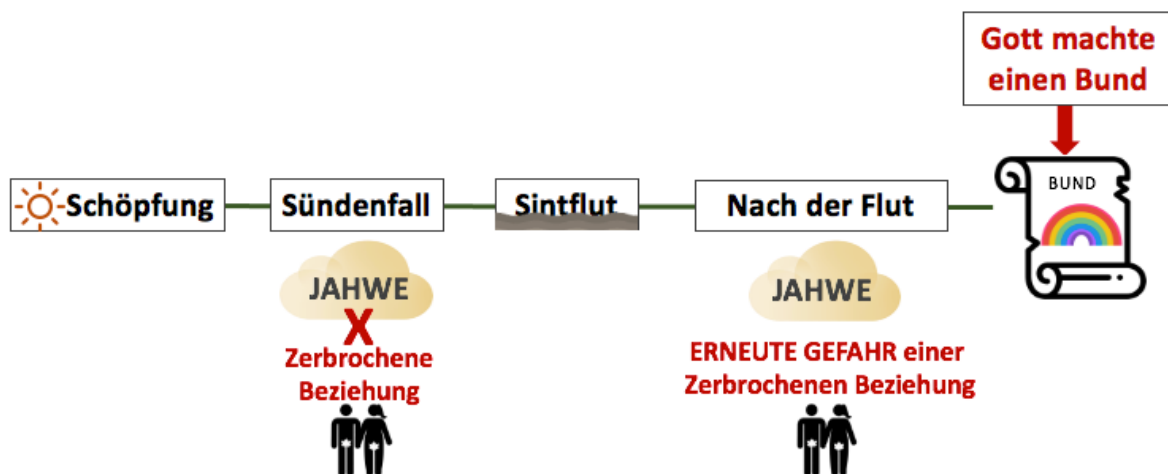 Gott machte
einen Bund
Schöpfung
Sündenfall
Sintflut
Nach der Flut
BUND
JAHWE
X
Zerbrochene
Beziehung
JAHWE
ERNEUTE GEFAHR einer
Zerbrochenen Beziehung